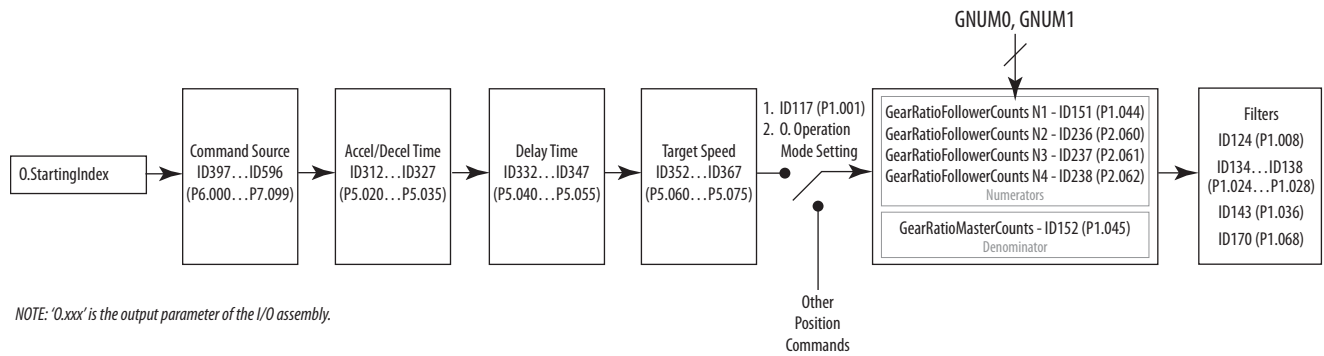 GNUM0, GNUM1
O.StartingIndex
Command Source
ID397…ID596
(P6.000…P7.099)
Accel/Decel Time
ID312…ID327
(P5.020…P5.035)
Delay Time
ID332…ID347
(P5.040…P5.055)
Target Speed
ID352…ID367
(P5.060…P5.075)
1. ID117 (P1.001)
2. O. Operation
Mode Setting
Other
Position
Commands
GearRatioFollowerCounts N1 - ID151 (P1.044)
GearRatioFollowerCounts N2 - ID236 (P2.060)
GearRatioFollowerCounts N3 - ID237 (P2.061)
GearRatioFollowerCounts N4 - ID238 (P2.062)
Numerators
GearRatioMasterCounts - ID152 (P1.045)
Denominator
Filters
ID124 (P1.008)
ID134…ID138
(P1.024…P1.028)
ID143 (P1.036)
ID170 (P1.068)
NOTE: ‘O.xxx’ is the output parameter of the I/O assembly.